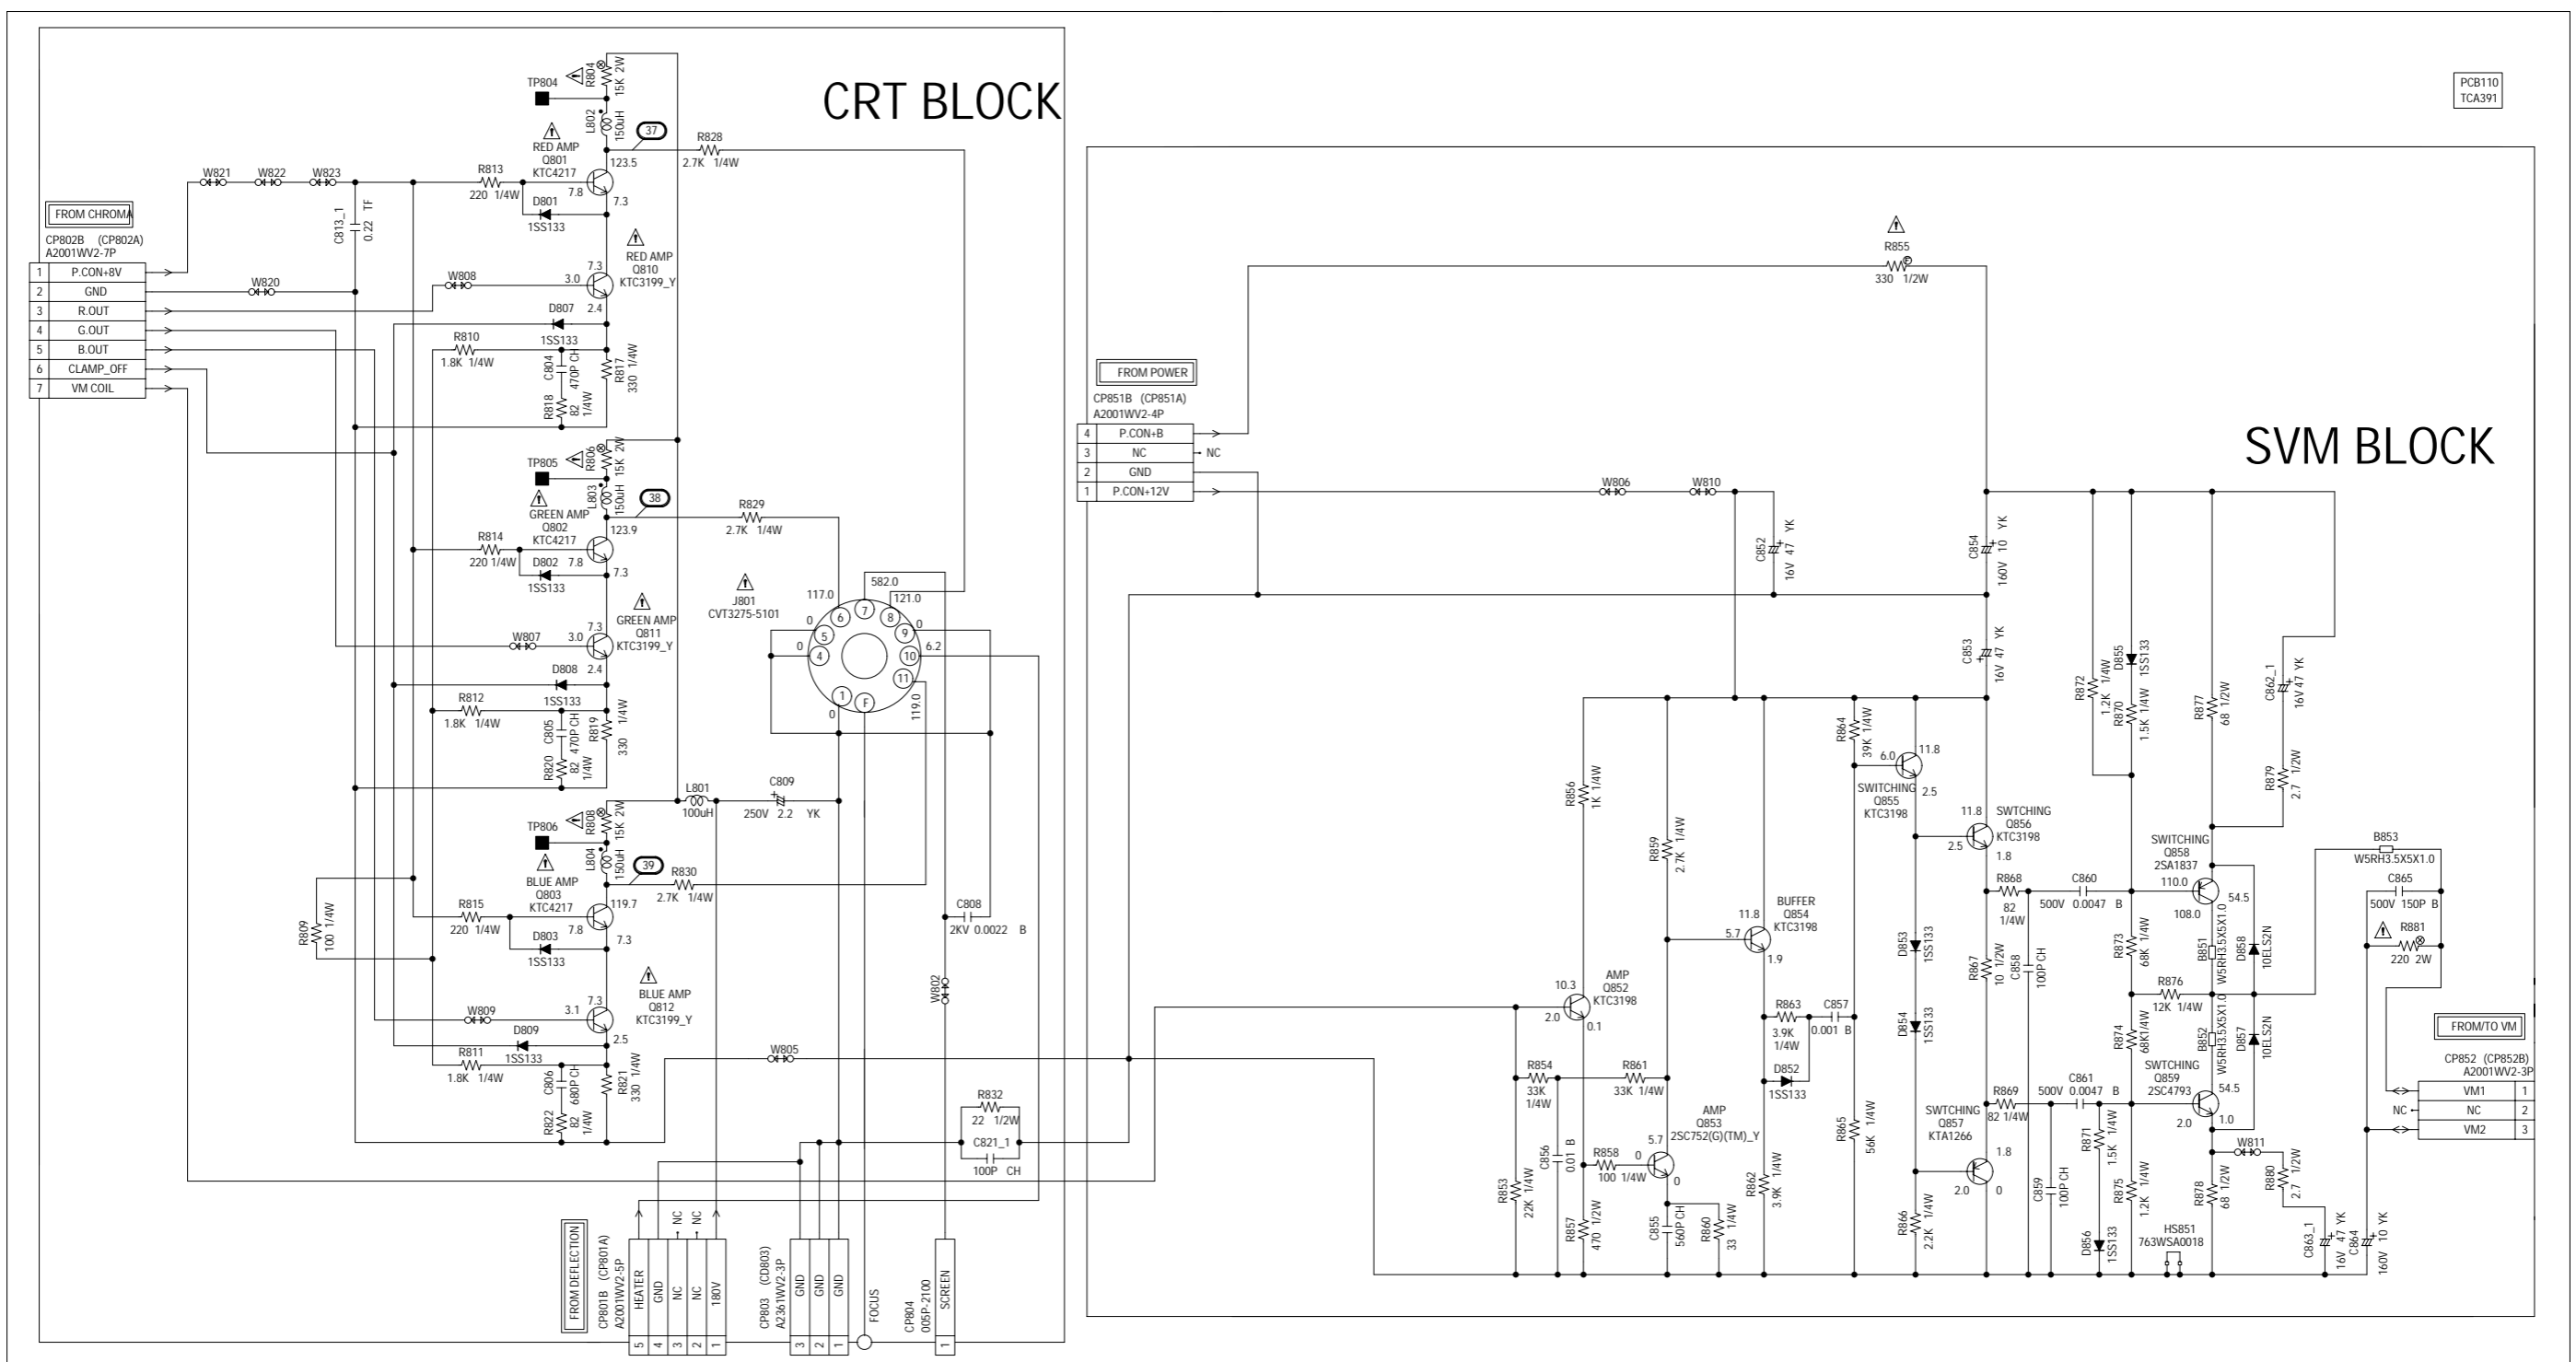 CRT BLOCK
PCB110
TCA391
SVM BLOCK
FROM CHROMA
CP802B (CP802A)
A2001WV2-7P
1 P.CON+8V
2 GND
3 R.OUT
4 G.OUT
5 B.OUT
6 CLAMP_OFF
7 VM COIL
W821
W822
W823
W820
C813_1
0.22 TF
TP804
R804
15K 2W
L802
150uH
37
RED AMP
Q801
KTC4217
123.5
7.8
7.3
R813
220 1/4W
D801
1SS133
R828
2.7K 1/4W
RED AMP
Q810
KTC3199_Y
7.3
3.0
2.4
W808
D807
1SS133
R810
1.8K 1/4W
C804
470P CH
R817
330 1/4W
R818
82
1/4W
TP805
R806
15K 2W
L803
150uH
38
GREEN AMP
Q802
KTC4217
123.9
7.8
7.3
R814
220 1/4W
D802
1SS133
R829
2.7K 1/4W
GREEN AMP
Q811
KTC3199_Y
7.3
3.0
2.4
W807
D808
1SS133
R812
1.8K 1/4W
C805
470P CH
R819
330
1/4W
R820
82
1/4W
J801
CVT3275-5101
582.0
117.0
121.0
0
0
0
6.2
119.0
0
7
6
8
5
9
4
10
11
1
F
L801
100uH
C809
250V 2.2 YK
TP806
R808
15K 2W
L804
150uH
39
BLUE AMP
Q803
KTC4217
119.7
7.8
7.3
R815
220 1/4W
D803
1SS133
R830
2.7K 1/4W
R809
100 1/4W
BLUE AMP
Q812
KTC3199_Y
7.3
3.1
2.5
W809
D809
1SS133
R811
1.8K 1/4W
C806
680P CH
R821
330 1/4W
R822
82
1/4W
C808
2KV 0.0022 B
W802
W805
R832
22 1/2W
C821_1
100P CH
FROM DEFLECTION
CP801B (CP801A)
A2001WV2-5P
5 HEATER
4 GND
3 NC
2 NC
1 180V
NC
NC
CP803 (CD803)
A2361WV2-3P
3 GND
2 GND
1 GND
FOCUS
CP804
005P-2100
1 SCREEN
FROM POWER
CP851B (CP851A)
A2001WV2-4P
4 P.CON+B
3 NC
2 GND
1 P.CON+12V
NC
R855
330 1/2W
W806
W810
C852
16V 47 YK
C854
160V 10 YK
C853
16V 47 YK
R872
1.2K 1/4W
D855
1SS133
R870
1.5K 1/4W
R877
68 1/2W
C862_1
16V 47 YK
R879
2.7 1/2W
R856
1K 1/4W
R859
2.7K 1/4W
R864
39K 1/4W
6.0
11.8
2.5
SWITCHING
Q855
KTC3198
11.8
2.5
1.8
SWTCHING
Q856
KTC3198
BUFFER
Q854
KTC3198
11.8
5.7
1.9
AMP
Q852
KTC3198
10.3
2.0
0.1
R863
3.9K
1/4W
C857
0.001 B
D852
1SS133
D853
1SS133
D854
1SS133
R868
82
1/4W
R867
10 1/2W
C858
100P CH
C860
500V 0.0047 B
SWITCHING
Q858
2SA1837
110.0
108.0
54.5
B853
W5RH3.5X5X1.0
C865
500V 150P B
R881
220 2W
R873
68K 1/4W
B851
W5RH3.5X5X1.0
D858
10ELS2N
R876
12K 1/4W
R874
68K1/4W
B852
W5RH3.5X5X1.0
D857
10ELS2N
FROM/TO VM
CP852 (CP852B)
A2001WV2-3P
VM1 1
NC NC 2
VM2 3
R854
33K
1/4W
R861
33K 1/4W
AMP
Q853
2SC752(G)(TM)_Y
5.7
0
0
R858
100 1/4W
C856
0.01 B
R853
22K 1/4W
R857
470 1/2W
C855
560P CH
R860
33 1/4W
R862
3.9K 1/4W
R865
56K 1/4W
SWTCHING
Q857
KTA1266
1.8
2.0
0
R866
2.2K 1/4W
R869
82 1/4W
C861
500V 0.0047 B
SWTCHING
Q859
2SC4793
54.5
2.0
1.0
C859
100P CH
R871
1.5K 1/4W
R875
1.2K 1/4W
D856
1SS133
W811
R878
68 1/2W
R880
2.7 1/2W
HS851
763WSA0018
C863_1
16V 47 YK
C864
160V 10 YK